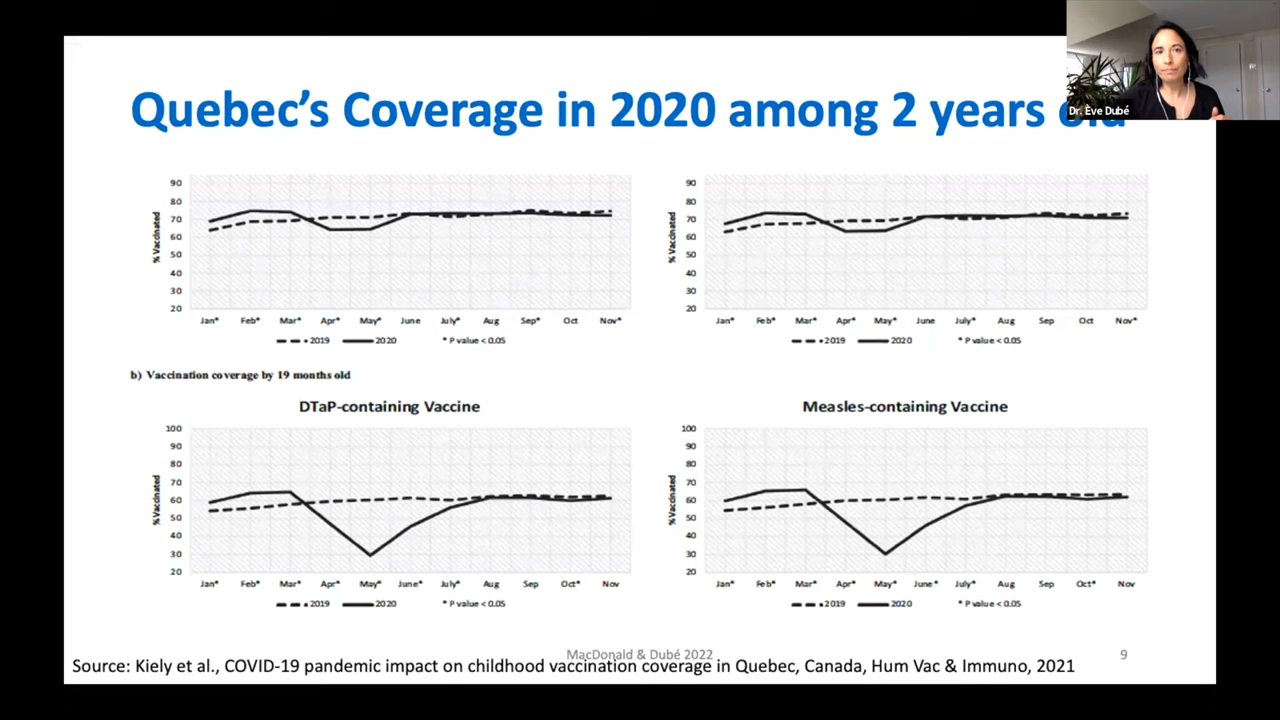 Quebec's Coverage in 2020 among 2 years old
Dr. Ève Dubé
90
80
70
60
50
40
30
20
% Vaccinated
Jan* Feb* Mar* Apr* May* June July* Aug Sep* Oct Nov*
2019 2020 * P value < 0.05
90
80
70
60
50
40
30
20
% Vaccinated
Jan* Feb* Mar* Apr* May* June July* Aug Sep Oct Nov*
2019 2020 * P value < 0.05
b) Vaccination coverage by 19 months old
DTaP-containing Vaccine
100
90
80
70
60
50
40
30
20
% Vaccinated
Jan* Feb* Mar* Apr* May* June* July* Aug Sep Oct* Nov
2019 2020 * P value < 0.05
Measles-containing Vaccine
100
90
80
70
60
50
40
30
20
% Vaccinated
Jan* Feb* Mar* Apr* May* June* July* Aug Sep Oct* Nov
2019 2020 * P value < 0.05
MacDonald & Dubé 2022
9
Source: Kiely et al., COVID-19 pandemic impact on childhood vaccination coverage in Quebec, Canada, Hum Vac & Immuno, 2021